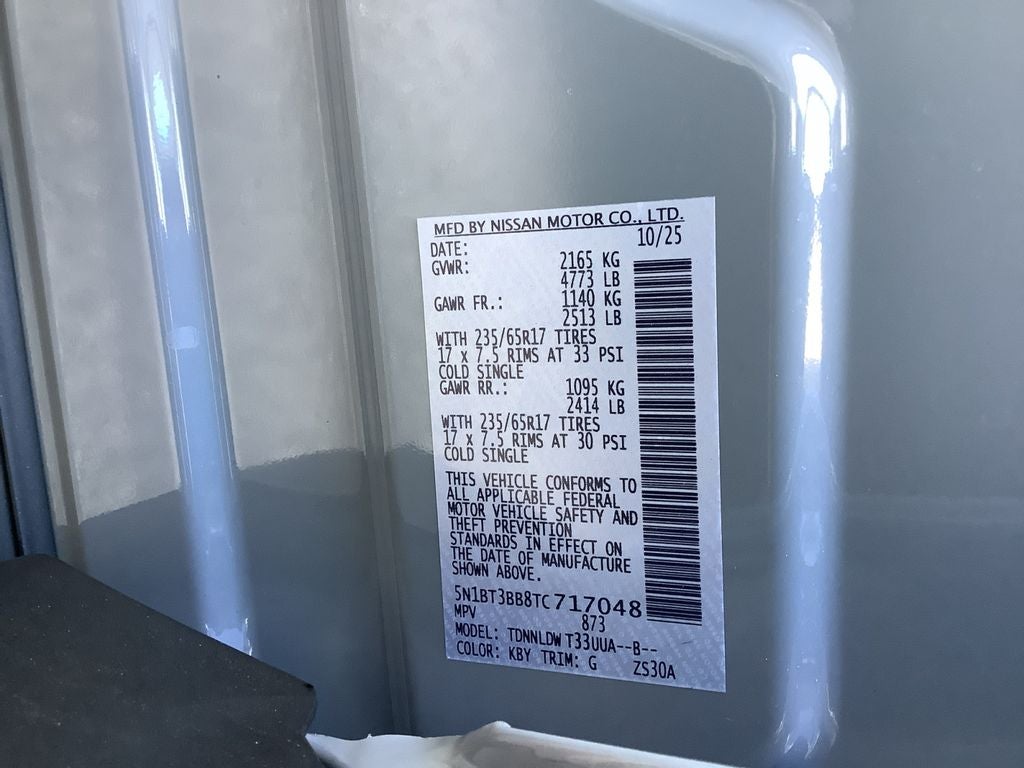 MFD BY NISSAN MOTOR CO., LTD.
DATE: 10/25
GVWR: 2165 KG
4773 LB
GAWR FR.: 1140 KG
2513 LB
WITH 235/65R17 TIRES
17 x 7.5 RIMS AT 33 PSI
COLD SINGLE
GAWR RR.: 1095 KG
2414 LB
WITH 235/65R17 TIRES
17 x 7.5 RIMS AT 30 PSI
COLD SINGLE
THIS VEHICLE CONFORMS TO
ALL APPLICABLE FEDERAL
MOTOR VEHICLE SAFETY AND
THEFT PREVENTION
STANDARDS IN EFFECT ON
THE DATE OF MANUFACTURE
SHOWN ABOVE.
5N1BT3BB8TC717048
MPV 873
MODEL: TDNNLDWT33UUA--B--
COLOR: KBY TRIM: G ZS30A